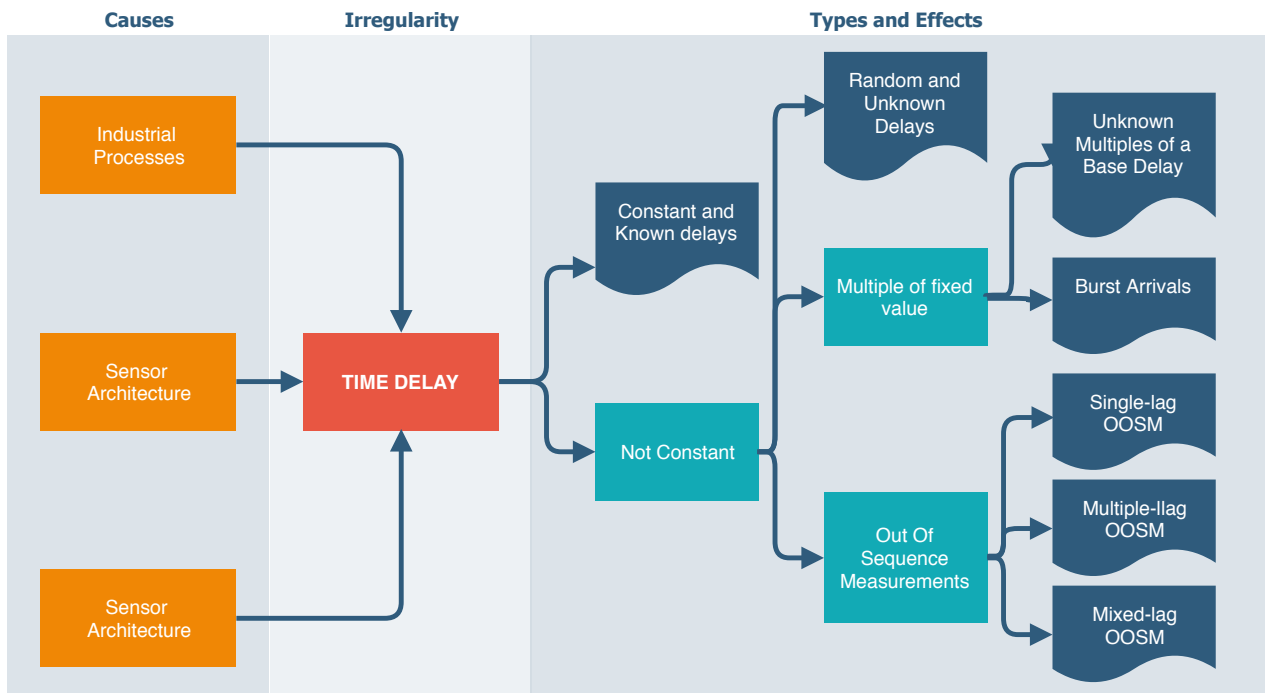 Causes
Irregularity
Types and Effects
Industrial
Processes
Sensor
Architecture
Sensor
Architecture
TIME DELAY
Constant and
Known delays
Not Constant
Random and
Unknown
Delays
Multiple of fixed
value
Out Of
Sequence
Measurements
Unknown
Multiples of a
Base Delay
Burst Arrivals
Single-lag
OOSM
Multiple-llag
OOSM
Mixed-lag
OOSM